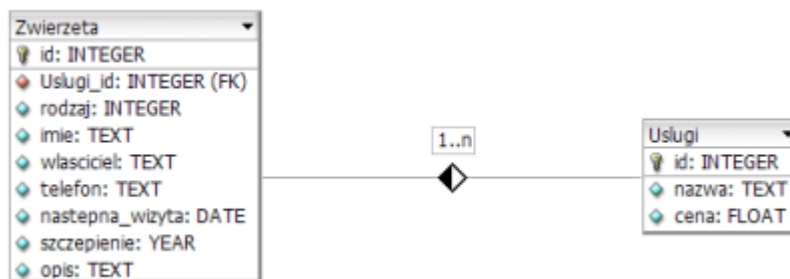 Zwierzeta
id: INTEGER
Uslugi_id: INTEGER (FK)
rodzaj: INTEGER
imie: TEXT
wlasciciel: TEXT
telefon: TEXT
nastepna_wizyta: DATE
szczepienie: YEAR
opis: TEXT
1..n
Uslugi
id: INTEGER
nazwa: TEXT
cena: FLOAT